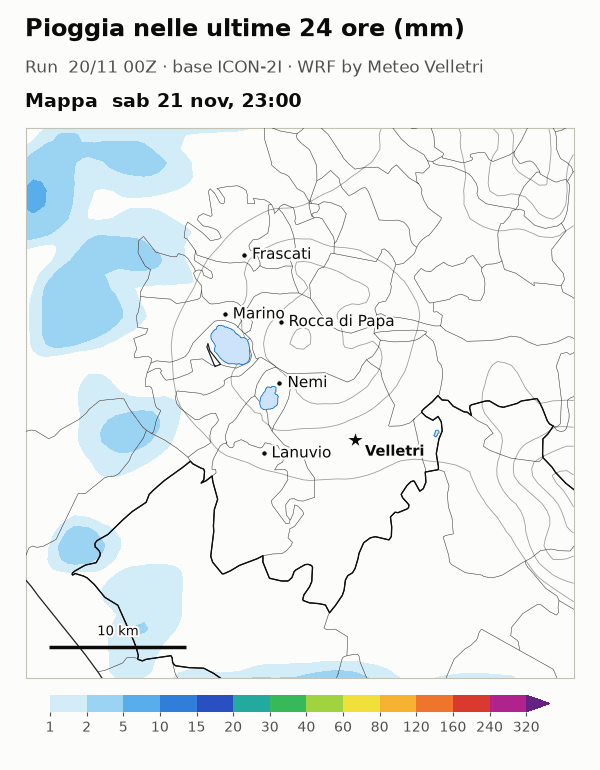 Pioggia nelle ultime 24 ore (mm)
Run  20/11 00Z · base ICON-2I · WRF by Meteo Velletri
Mappa  sab 21 nov, 23:00
Frascati
Marino
Rocca di Papa
Nemi
Velletri
Lanuvio
10 km
1 2 5 10 15 20 30 40 60 80 120 160 240 320